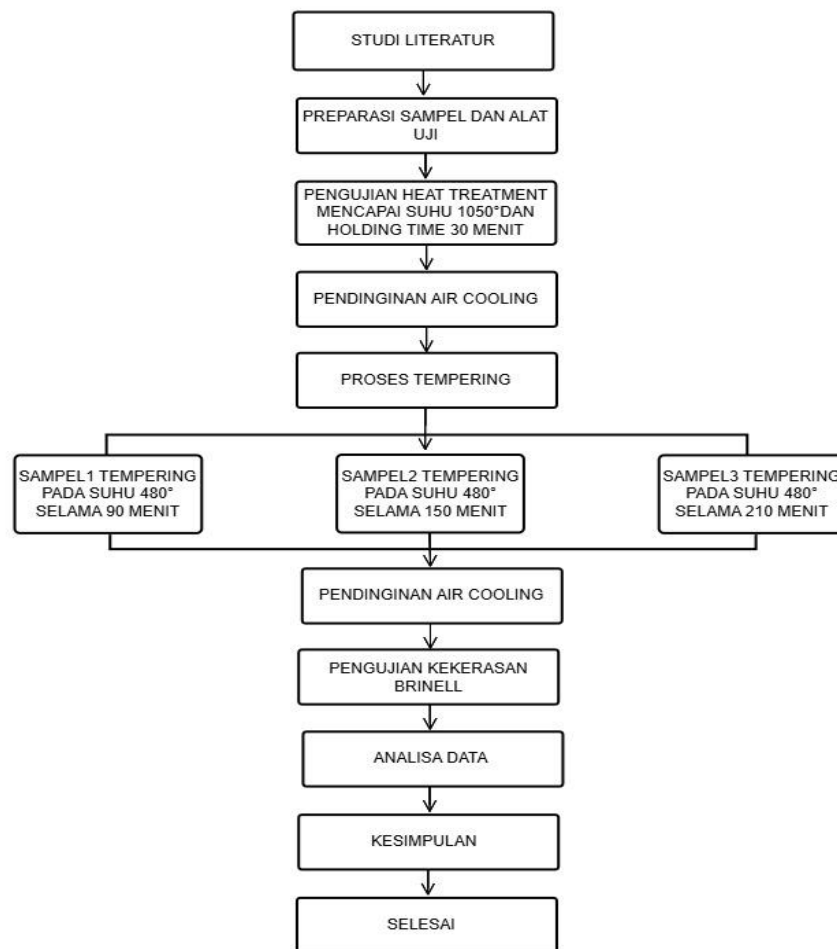 STUDI LITERATUR
PREPARASI SAMPEL DAN ALAT
UJI
PENGUJIAN HEAT TREATMENT
MENCAPAI SUHU 1050°DAN
HOLDING TIME 30 MENIT
PENDINGINAN AIR COOLING
PROSES TEMPERING
SAMPEL1 TEMPERING
PADA SUHU 480°
SELAMA 90 MENIT
SAMPEL2 TEMPERING
PADA SUHU 480°
SELAMA 150 MENIT
SAMPEL3 TEMPERING
PADA SUHU 480°
SELAMA 210 MENIT
PENDINGINAN AIR COOLING
PENGUJIAN KEKERASAN
BRINELL
ANALISA DATA
KESIMPULAN
SELESAI